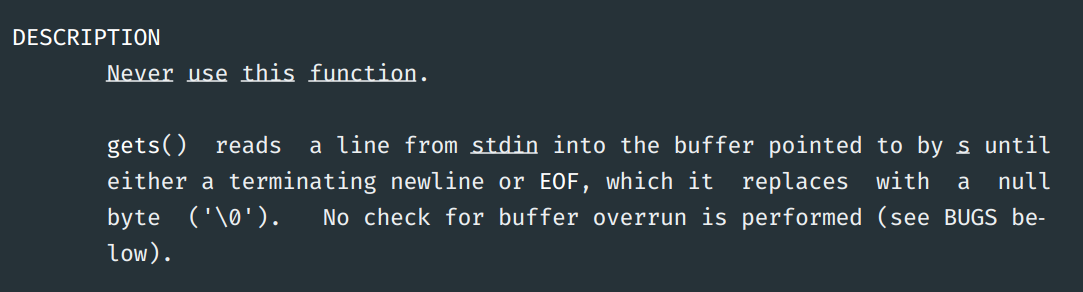 DESCRIPTION
Never use this function.
gets() reads a line from stdin into the buffer pointed to by s until
either a terminating newline or EOF, which it replaces with a null
byte ('\0'). No check for buffer overrun is performed (see BUGS be-
low).